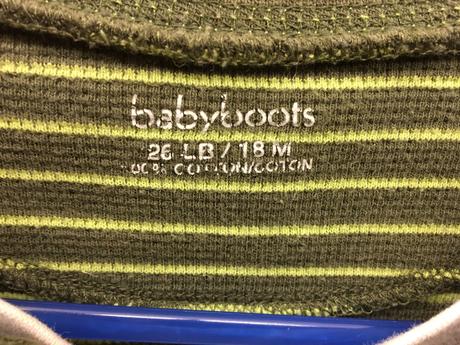 babyboots
26 LB / 18 M
100% COTTON/COTON